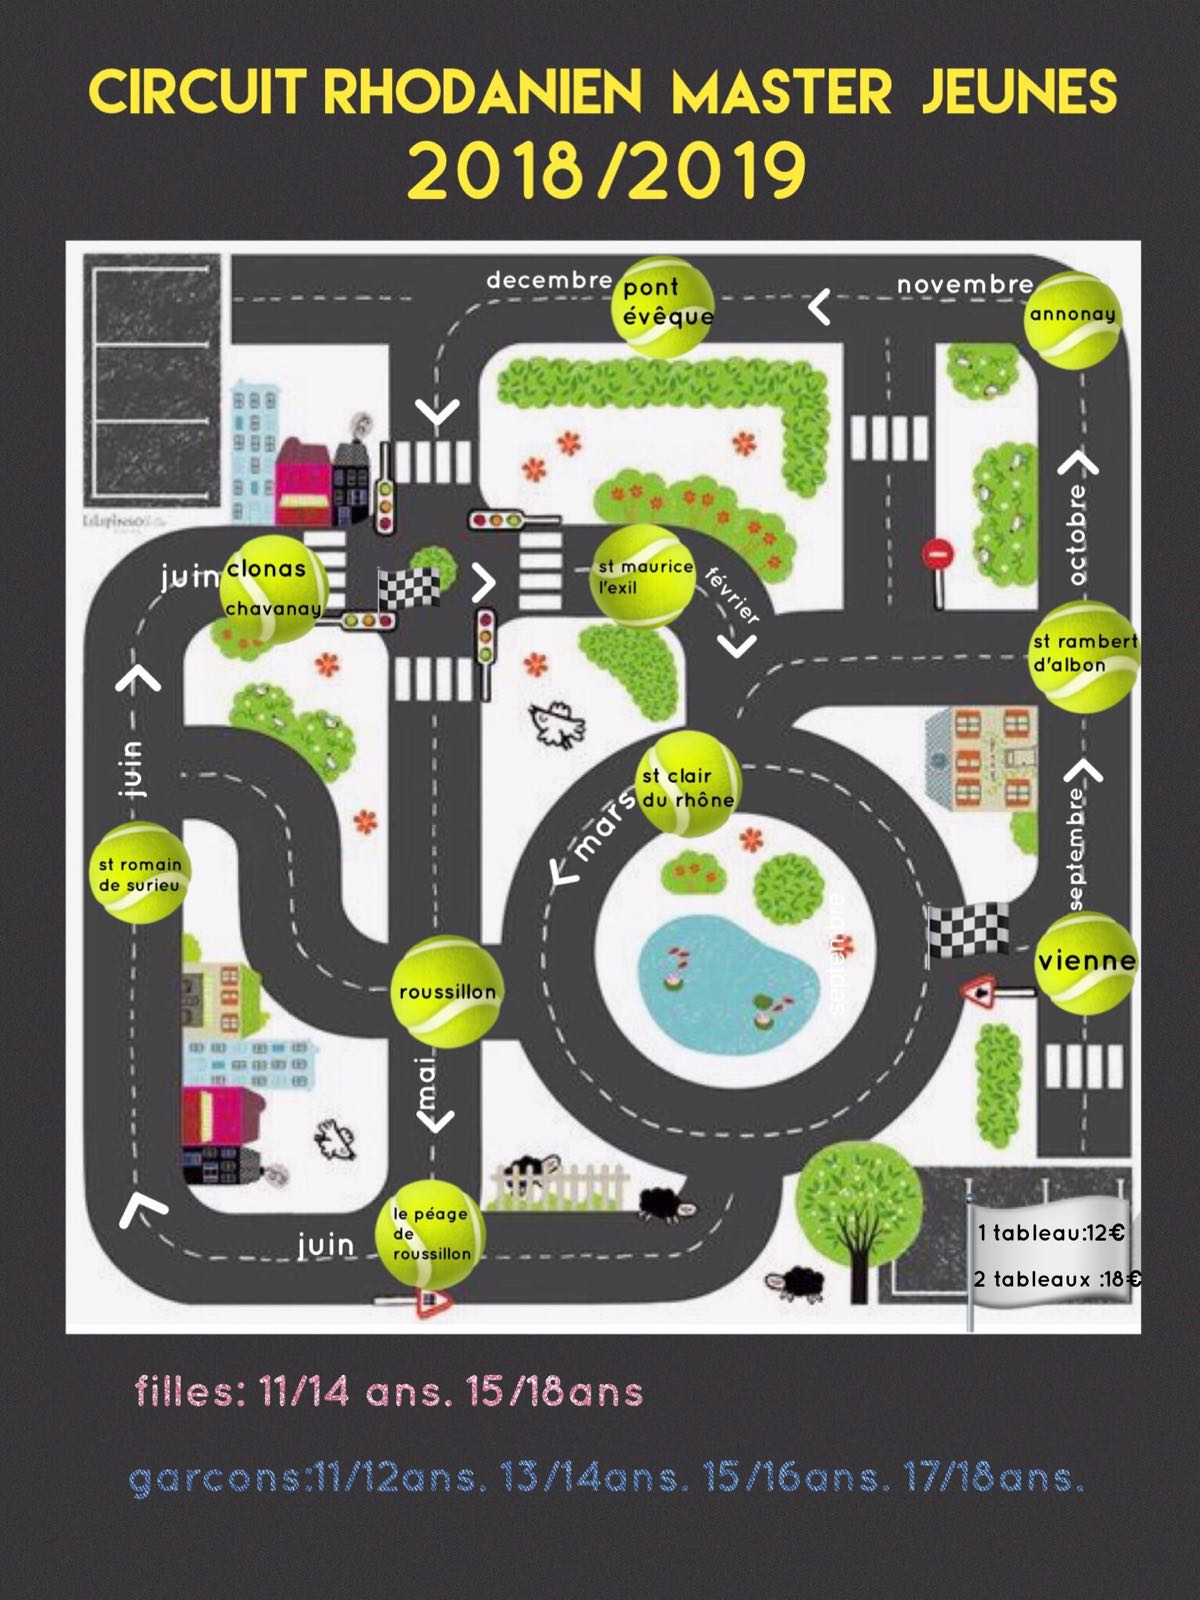 CIRCUIT RHODANIEN MASTER JEUNES
2018/2019
decembre
pont
évêque
novembre
annonay
octobre
juin
clonas
chavanay
st maurice
l'exil
février
st rambert
d'albon
juin
st clair
du rhône
mars
septembre
st romain
de surieu
septembre
vienne
roussillon
mai
le péage
de
roussillon
juin
1 tableau:12€
2 tableaux :18€
filles: 11/14 ans. 15/18ans
garcons:11/12ans. 13/14ans. 15/16ans. 17/18ans.